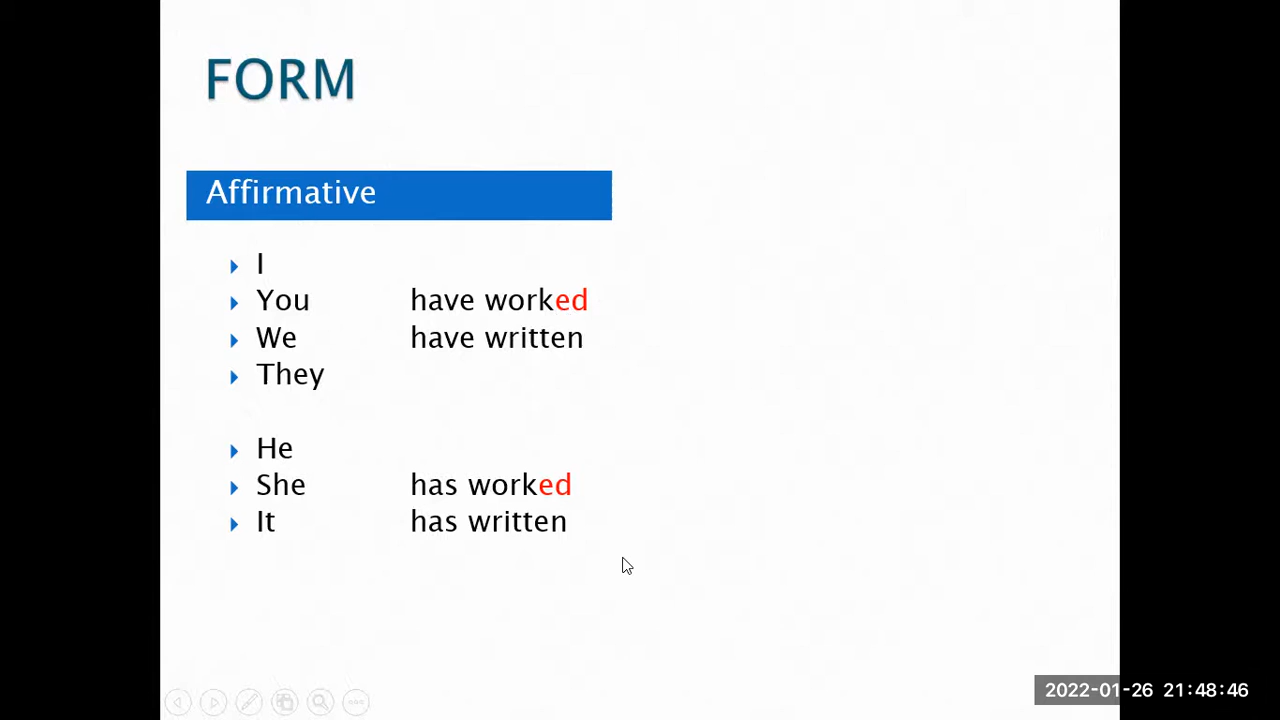 FORM
Affirmative
I
You have worked
We have written
They
He
She has worked
It has written
2022-01-26 21:48:46